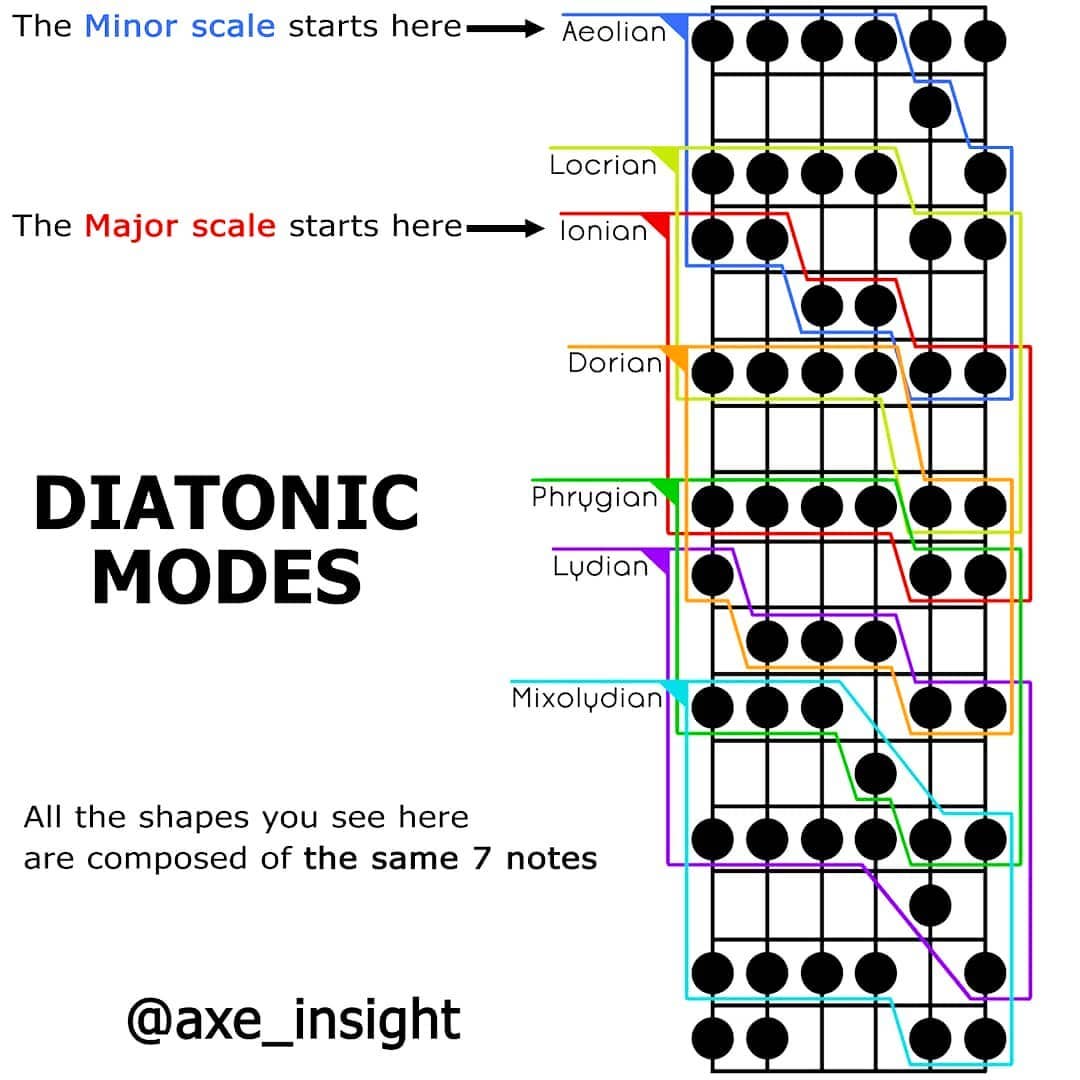 The Minor scale starts here
Aeolian
Locrian
The Major scale starts here
Ionian
Dorian
DIATONIC
MODES
Phrygian
Lydian
Mixolydian
All the shapes you see here
are composed of the same 7 notes
@axe_insight